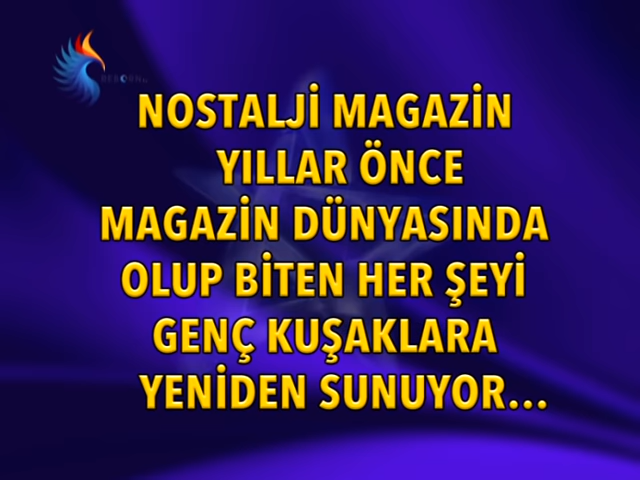 NOSTALJİ MAGAZİN
YILLAR ÖNCE
MAGAZİN DÜNYASINDA
OLUP BİTEN HER ŞEYİ
GENÇ KUŞAKLARA
YENİDEN SUNUYOR...